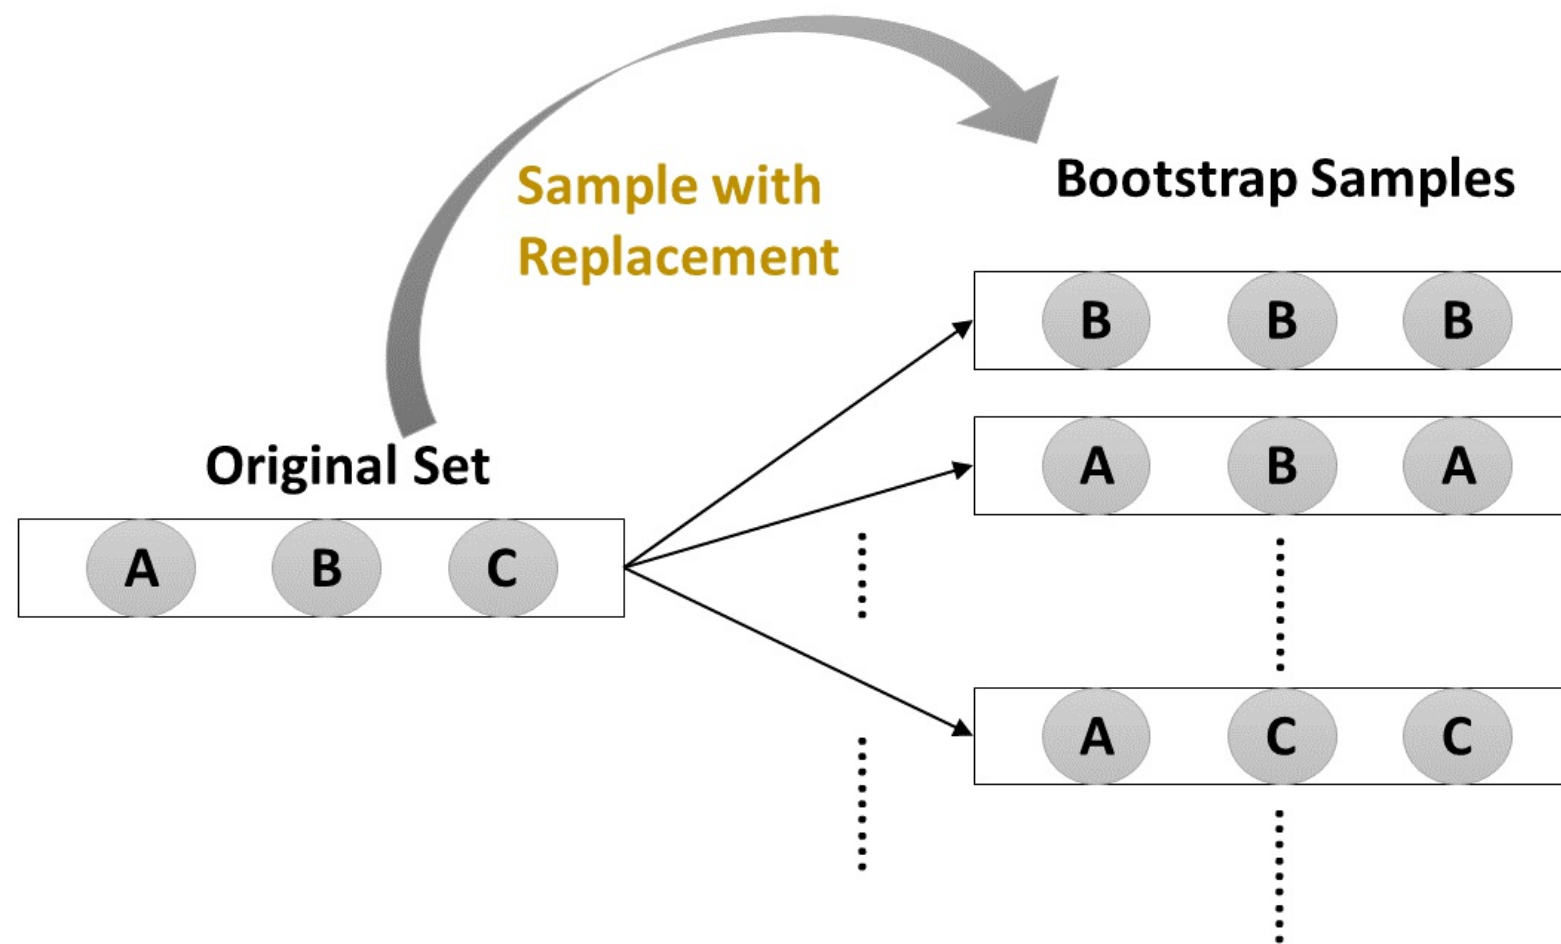 Sample with
Replacement
Bootstrap Samples
B B B
A B A
Original Set
A B C
A C C